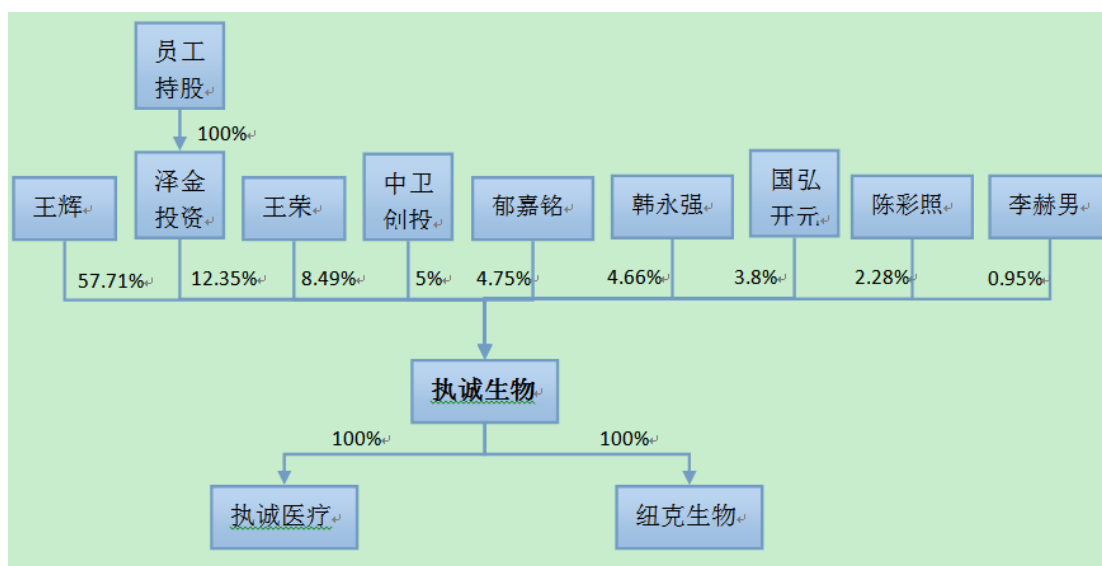 员工
持股
100%
王辉
泽金
投资
王荣
中卫
创投
郁嘉铭
韩永强
国弘
开元
陈彩照
李赫男
57.71%
12.35%
8.49%
5%
4.75%
4.66%
3.8%
2.28%
0.95%
执诚生物
100%
100%
执诚医疗
纽克生物